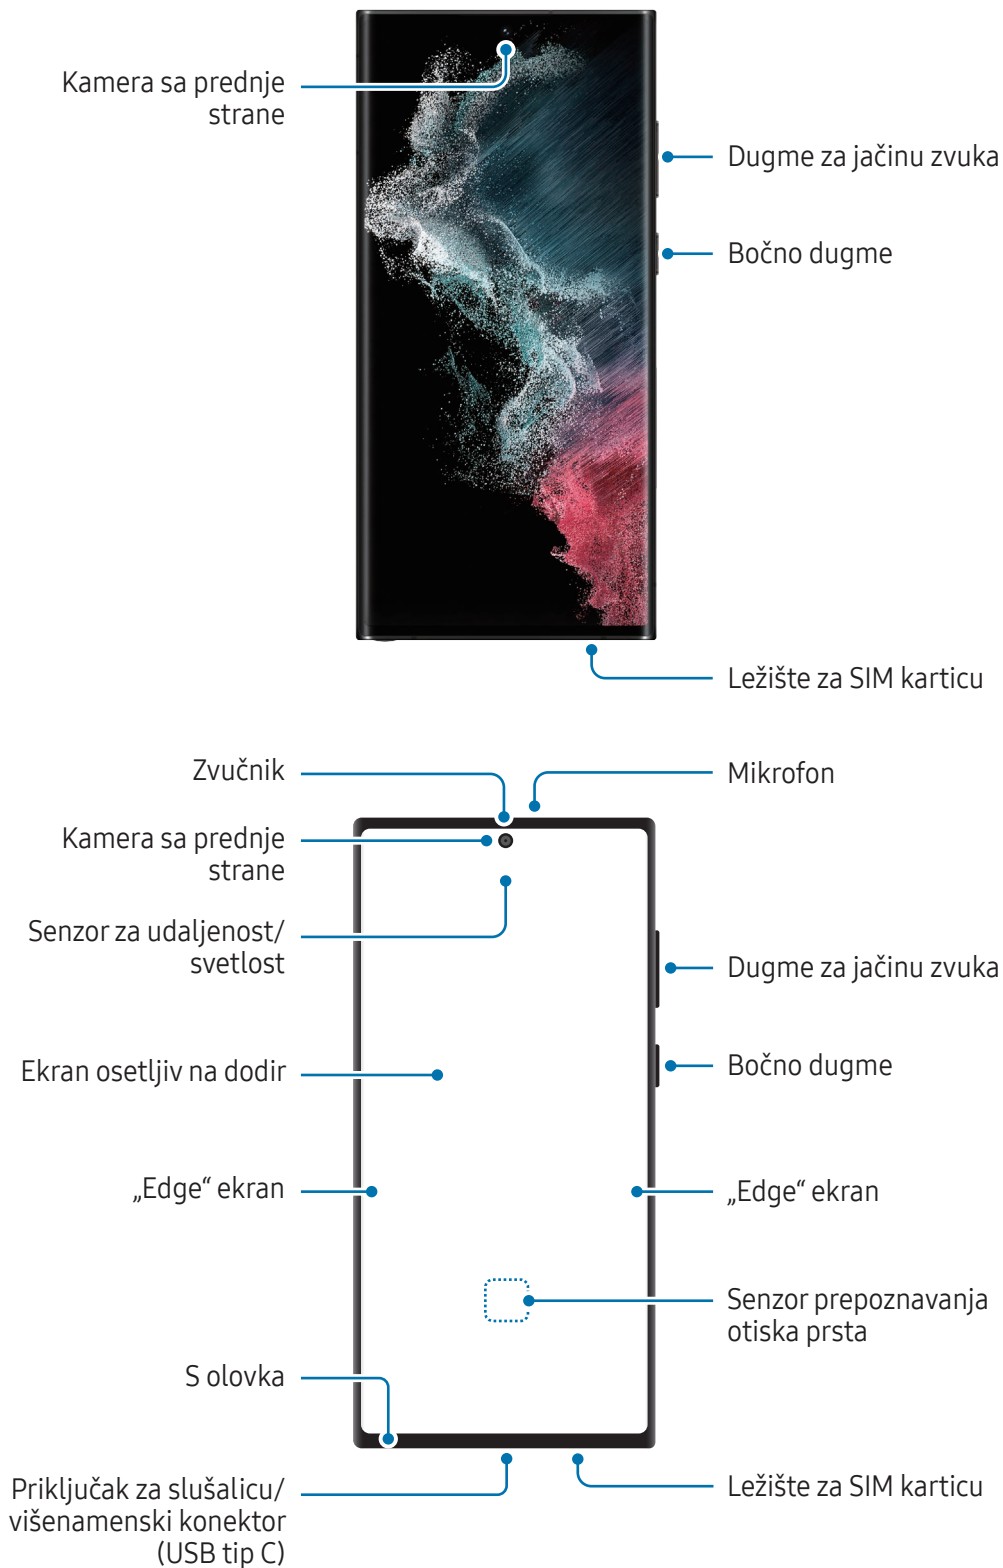 Kamera sa prednje
strane
Dugme za jačinu zvuka
Bočno dugme
Ležište za SIM karticu
Zvučnik
Mikrofon
Kamera sa prednje
strane
Senzor za udaljenost/
svetlost
Dugme za jačinu zvuka
Ekran osetljiv na dodir
Bočno dugme
„Edge“ ekran
„Edge“ ekran
Senzor prepoznavanja
otiska prsta
S olovka
Priključak za slušalicu/
višenamenski konektor
(USB tip C)
Ležište za SIM karticu